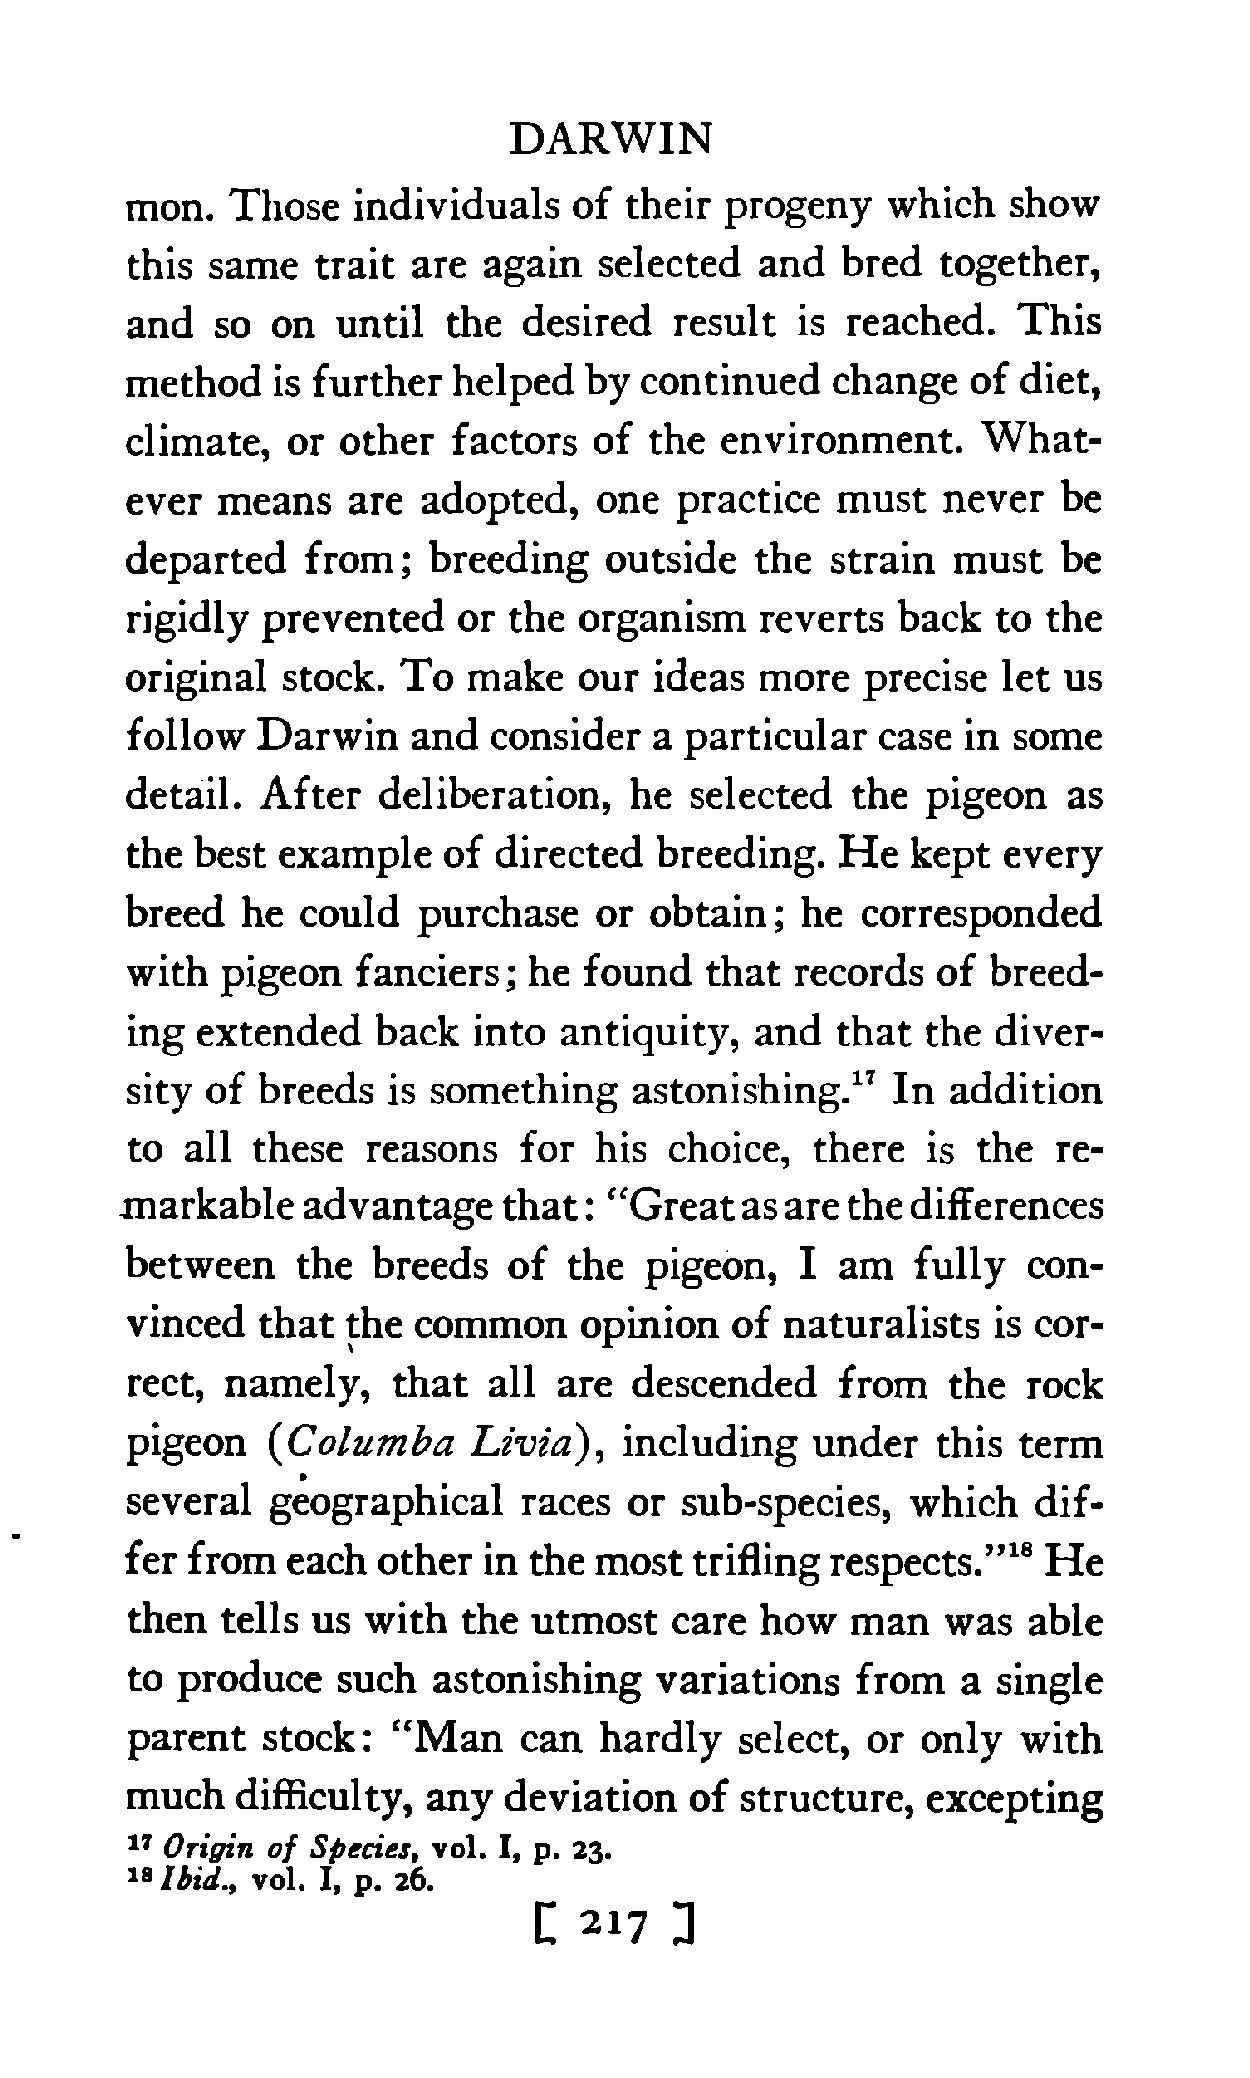 DARWIN
mon. Those individuals of their progeny which show
this same trait are again selected and bred together,
and so on until the desired result is reached. This
method is further helped by continued change of diet,
climate, or other factors of the environment. What-
ever means are adopted, one practice must never be
departed from; breeding outside the strain must be
rigidly prevented or the organism reverts back to the
original stock. To make our ideas more precise let us
follow Darwin and consider a particular case in some
detail. After deliberation, he selected the pigeon as
the best example of directed breeding. He kept every
breed he could purchase or obtain; he corresponded
with pigeon fanciers; he found that records of breed-
ing extended back into antiquity, and that the diver-
sity of breeds is something astonishing.¹⁷ In addition
to all these reasons for his choice, there is the re-
markable advantage that: "Great as are the differences
between the breeds of the pigeon, I am fully con-
vinced that the common opinion of naturalists is cor-
rect, namely, that all are descended from the rock
pigeon (Columba Livia), including under this term
several geographical races or sub-species, which dif-
fer from each other in the most trifling respects."¹⁸ He
then tells us with the utmost care how man was able
to produce such astonishing variations from a single
parent stock: "Man can hardly select, or only with
much difficulty, any deviation of structure, excepting
¹⁷ Origin of Species, vol. I, p. 23.
¹⁸ Ibid., vol. I, p. 26.
[ 217 ]